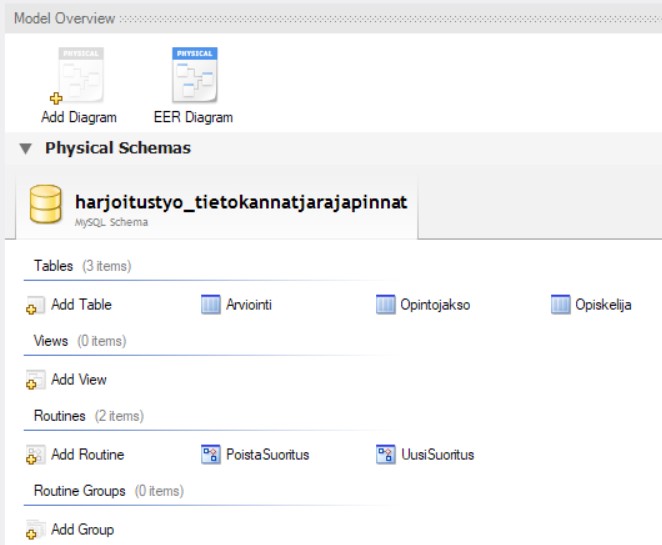 Model Overview
PHYSICAL PHYSICAL
Add Diagram EER Diagram
Physical Schemas
harjoitustyo_tietokannatjarajapinnat
MySQL Schema
Tables (3 items)
Add Table Arviointi Opintojakso Opiskelija
Views (0 items)
Add View
Routines (2 items)
Add Routine PoistaSuoritus UusiSuoritus
Routine Groups (0 items)
Add Group